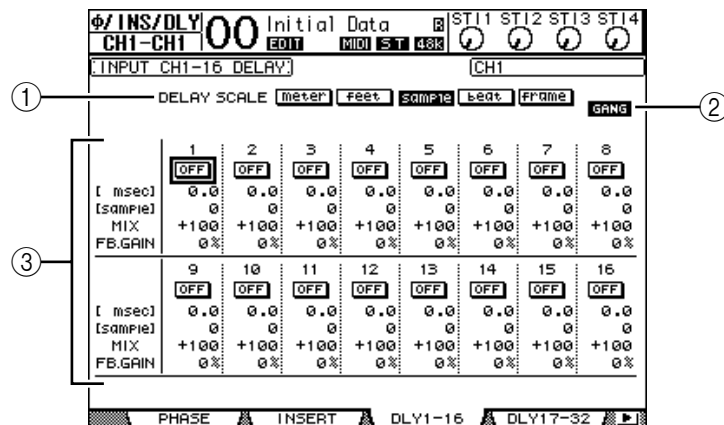 Φ/INS/DLY 00 Initial Data R STI1 STI2 STI3 STI4
CH1-CH1 EDIT MIDI ST 48K
INPUT CH1-16 DELAY CH1
1 DELAY SCALE meter feet sample beat frame
GANG 2
1 2 3 4 5 6 7 8
OFF OFF OFF OFF OFF OFF OFF OFF
[ msec] 0.0 0.0 0.0 0.0 0.0 0.0 0.0 0.0
[sample] 0 0 0 0 0 0 0 0
MIX +100 +100 +100 +100 +100 +100 +100 +100
FB.GAIN 0% 0% 0% 0% 0% 0% 0% 0%
3
9 10 11 12 13 14 15 16
OFF OFF OFF OFF OFF OFF OFF OFF
[ msec] 0.0 0.0 0.0 0.0 0.0 0.0 0.0 0.0
[sample] 0 0 0 0 0 0 0 0
MIX +100 +100 +100 +100 +100 +100 +100 +100
FB.GAIN 0% 0% 0% 0% 0% 0% 0% 0%
PHASE INSERT DLY1-16 DLY17-32